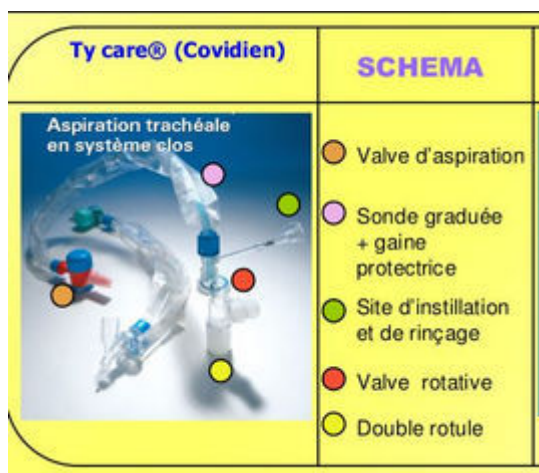 Ty care® (Covidien)
SCHEMA
Aspiration trachéale
en système clos
Valve d'aspiration
Sonde graduée
+ gaine
protectrice
Site d'instillation
et de rinçage
Valve rotative
Double rotule